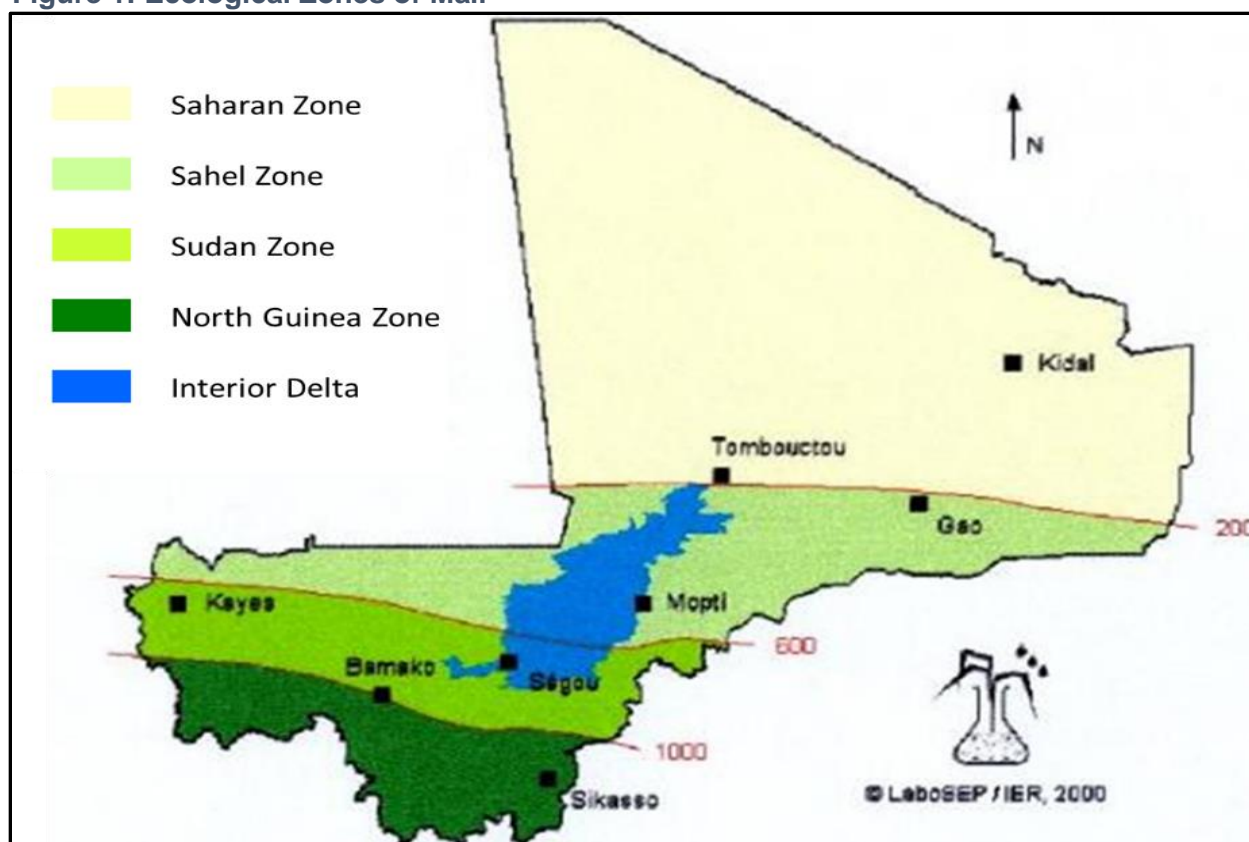 Figure 1: Ecological Zones of Mali
Saharan Zone
Sahel Zone
Sudan Zone
North Guinea Zone
Interior Delta
N
Kidal
Tombouctou
Gao
200
Kayes
Mopti
600
Bamako
Ségou
1000
Sikasso
© LaboSEP / IER, 2000